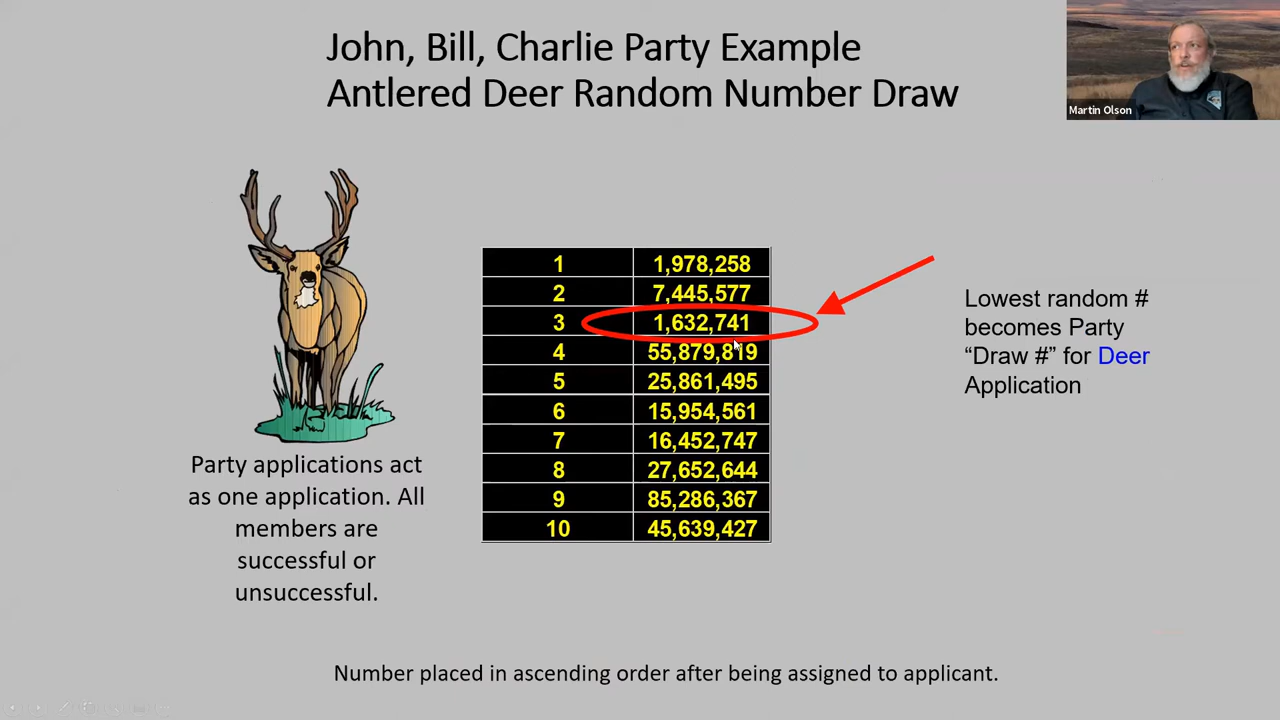 John, Bill, Charlie Party Example
Antlered Deer Random Number Draw
Martin Olson
1 1,978,258
2 7,445,577
3 1,632,741
4 55,879,819
5 25,861,495
6 15,954,561
7 16,452,747
8 27,652,644
9 85,286,367
10 45,639,427
Lowest random #
becomes Party
“Draw #” for Deer
Application
Party applications act
as one application. All
members are
successful or
unsuccessful.
Number placed in ascending order after being assigned to applicant.